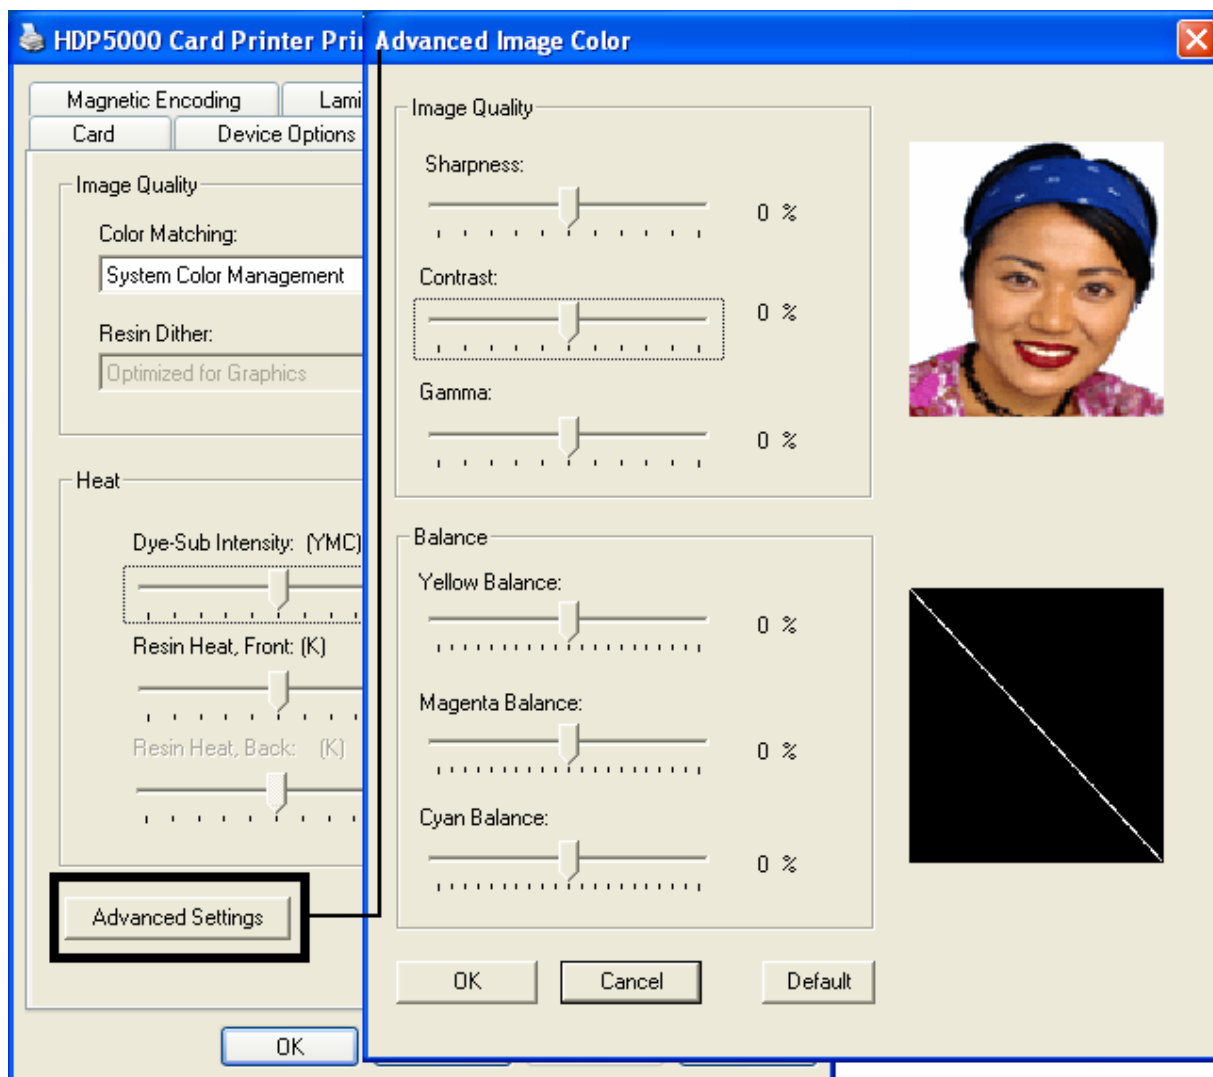 HDP5000 Card Printer Pri
Magnetic Encoding
Lami
Card
Device Options
Image Quality
Color Matching:
System Color Management
Resin Dither:
Optimized for Graphics
Heat
Dye-Sub Intensity: (YMC)
Resin Heat, Front: (K)
Resin Heat, Back: (K)
Advanced Settings
OK
Advanced Image Color
Image Quality
Sharpness:
0 %
Contrast:
0 %
Gamma:
0 %
Balance
Yellow Balance:
0 %
Magenta Balance:
0 %
Cyan Balance:
0 %
OK
Cancel
Default